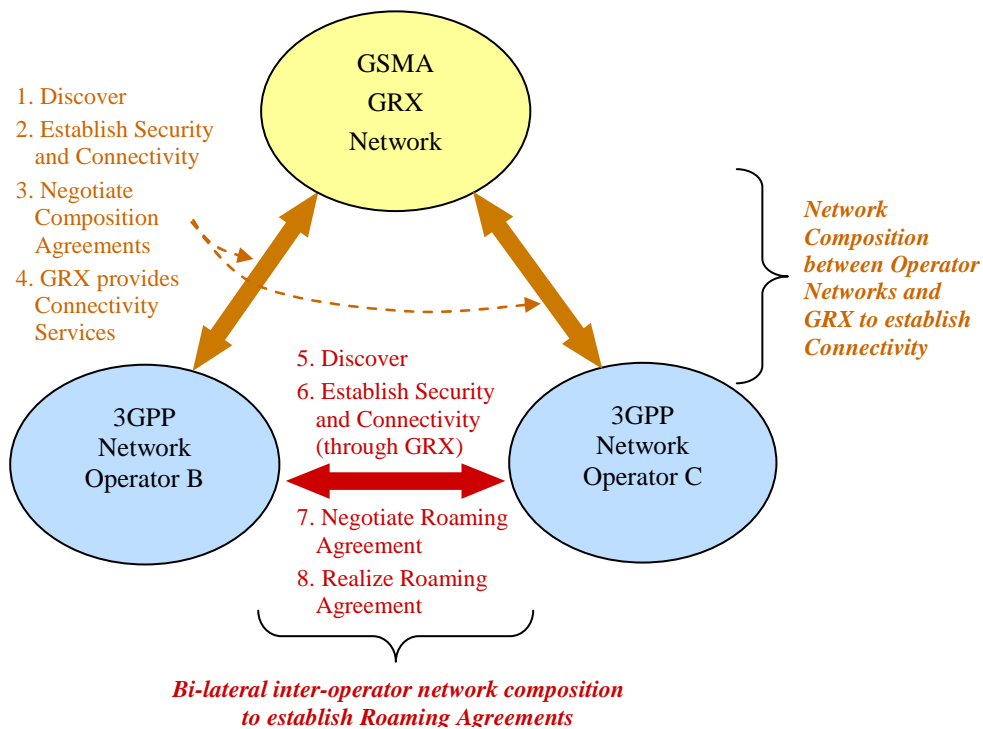 GSMA
GRX
Network
1. Discover
2. Establish Security
and Connectivity
3. Negotiate
Composition
Agreements
4. GRX provides
Connectivity
Services
Network
Composition
between Operator
Networks and
GRX to establish
Connectivity
3GPP
Network
Operator B
5. Discover
6. Establish Security
and Connectivity
(through GRX)
7. Negotiate Roaming
Agreement
8. Realize Roaming
Agreement
3GPP
Network
Operator C
Bi-lateral inter-operator network composition
to establish Roaming Agreements